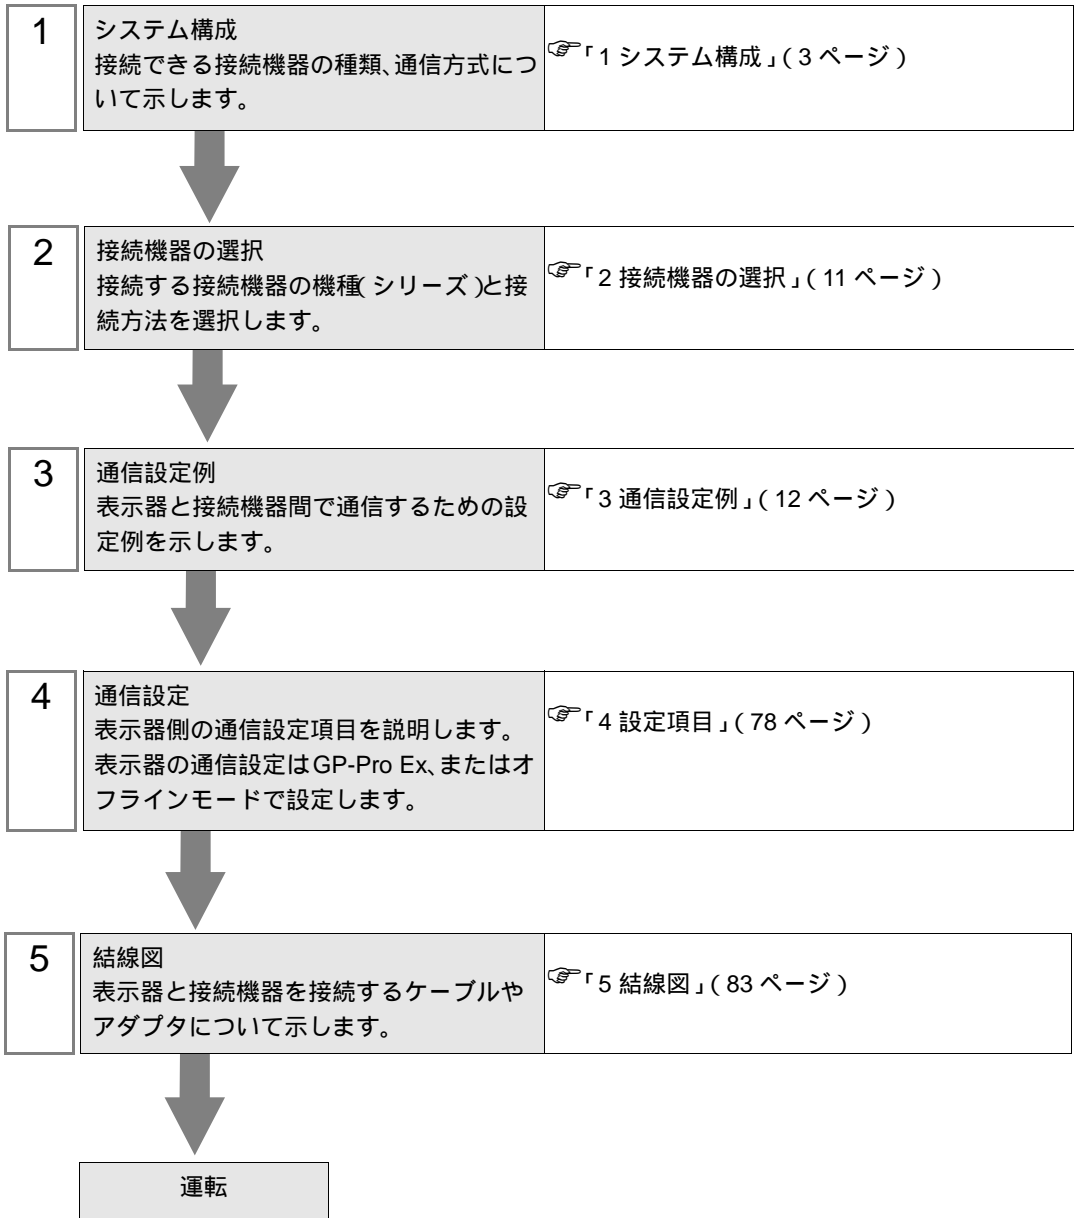 1
システム構成
接続できる接続機器の種類、通信方式につ
いて示します。
☞「1 システム構成」( 3 ページ )
2
接続機器の選択
接続する接続機器の機種( シリーズ )と接
続方法を選択します。
☞「2 接続機器の選択」( 11 ページ )
3
通信設定例
表示器と接続機器間で通信するための設
定例を示します。
☞「3 通信設定例」( 12 ページ )
4
通信設定
表示器側の通信設定項目を説明します。
表示器の通信設定はGP-Pro Ex、またはオ
フラインモードで設定します。
☞「4 設定項目」( 78 ページ )
5
結線図
表示器と接続機器を接続するケーブルや
アダプタについて示します。
☞「5 結線図」( 83 ページ )
運転